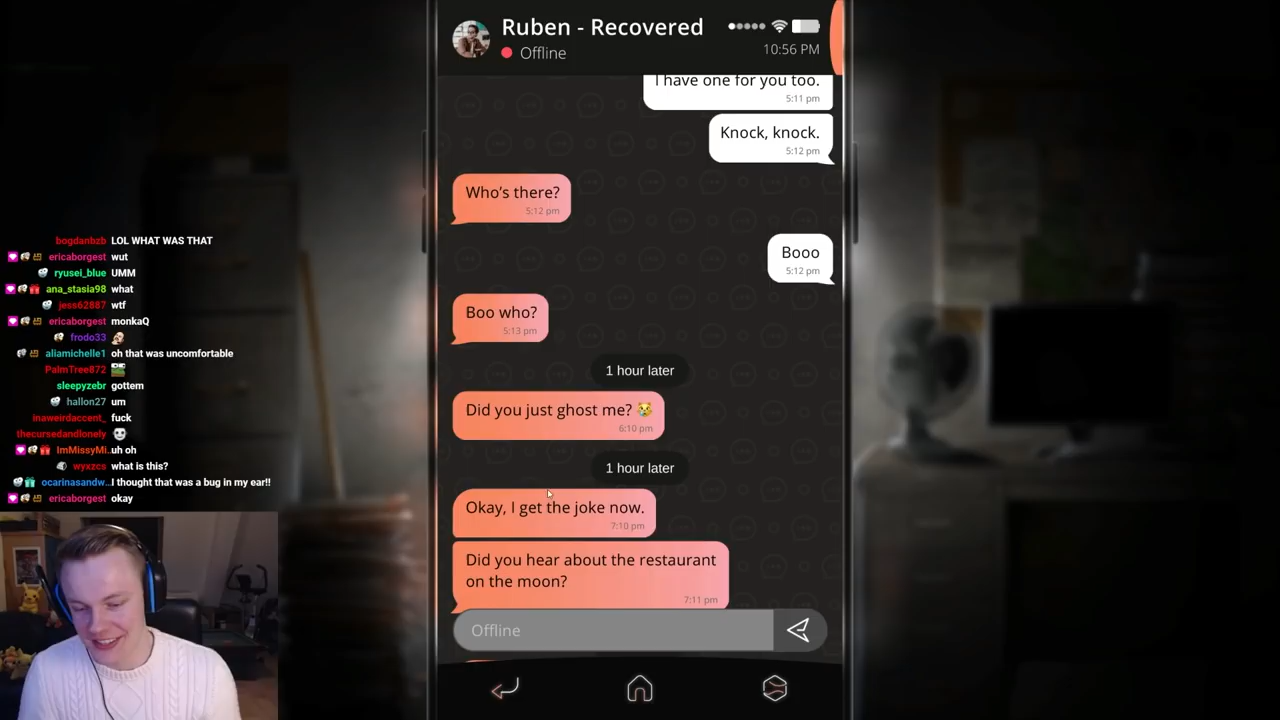 Ruben - Recovered
Offline
10:56 PM
I have one for you too.
5:11 pm
Knock, knock.
5:12 pm
Who's there?
5:12 pm
Booo
5:12 pm
Boo who?
5:13 pm
1 hour later
Did you just ghost me?
6:10 pm
1 hour later
Okay, I get the joke now.
7:10 pm
Did you hear about the restaurant
on the moon?
7:11 pm
Offline
bogdanbzb LOL WHAT WAS THAT
ericaborgest wut
ryusei_blue UMM
ana_stasia98 what
jess62887 wtf
ericaborgest monkaQ
frodo33
aliamichelle1 oh that was uncomfortable
PalmTree872
sleepyzebr gottem
hallon27 um
inaweirdaccent_ fuck
thecursedandlonely
ImMissyMi.. uh oh
wyxzcs what is this?
ocarinasandw.. I thought that was a bug in my ear!!
ericaborgest okay